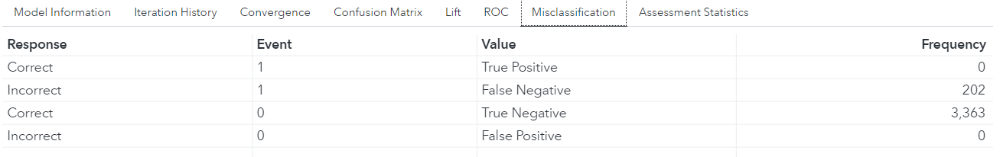 Model Information Iteration History Convergence Confusion Matrix Lift ROC Misclassification Assessment Statistics
Response Event Value Frequency
Correct 1 True Positive 0
Incorrect 1 False Negative 202
Correct 0 True Negative 3,363
Incorrect 0 False Positive 0